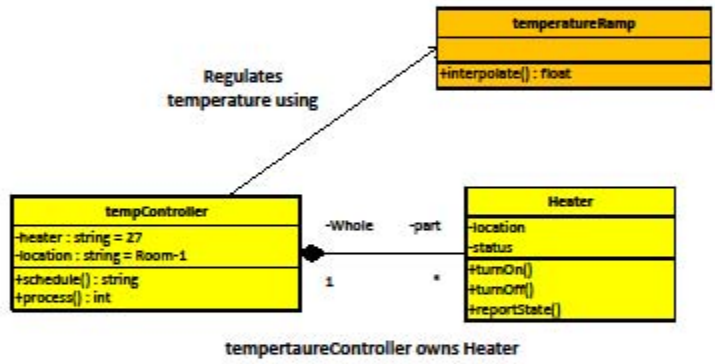 temperatureRamp
+interpolate() : float
Regulates
temperature using
tempController
-heater : string = 27
-location : string = Room-1
+schedule() : string
+process() : int
-Whole
-part
1
*
Heater
-location
-status
+turnOn()
+turnOff()
+reportState()
tempertaureController owns Heater